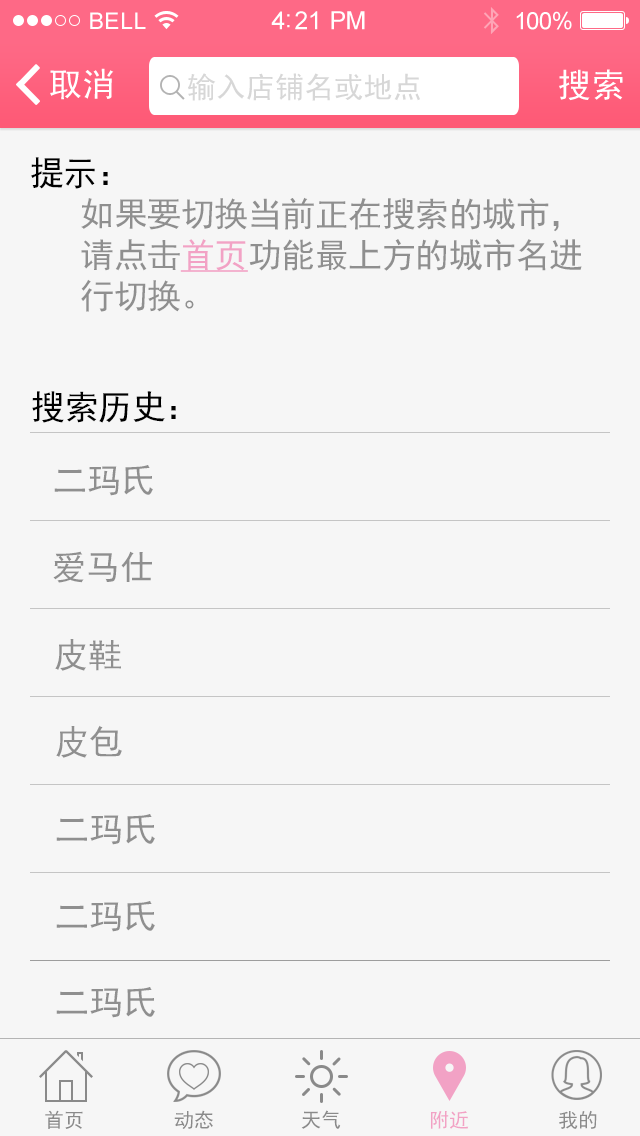 BELL 4:21 PM 100%
取消 输入店铺名或地点 搜索
提示：
如果要切换当前正在搜索的城市，
请点击首页功能最上方的城市名进
行切换。
搜索历史：
二玛氏
爱马仕
皮鞋
皮包
二玛氏
二玛氏
二玛氏
首页 动态 天气 附近 我的